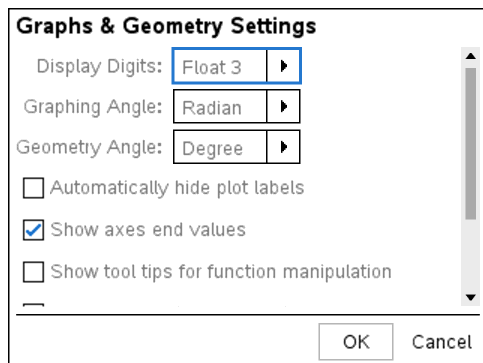 Graphs & Geometry Settings
Display Digits: Float 3
Graphing Angle: Radian
Geometry Angle: Degree
Automatically hide plot labels
Show axes end values
Show tool tips for function manipulation
OK Cancel